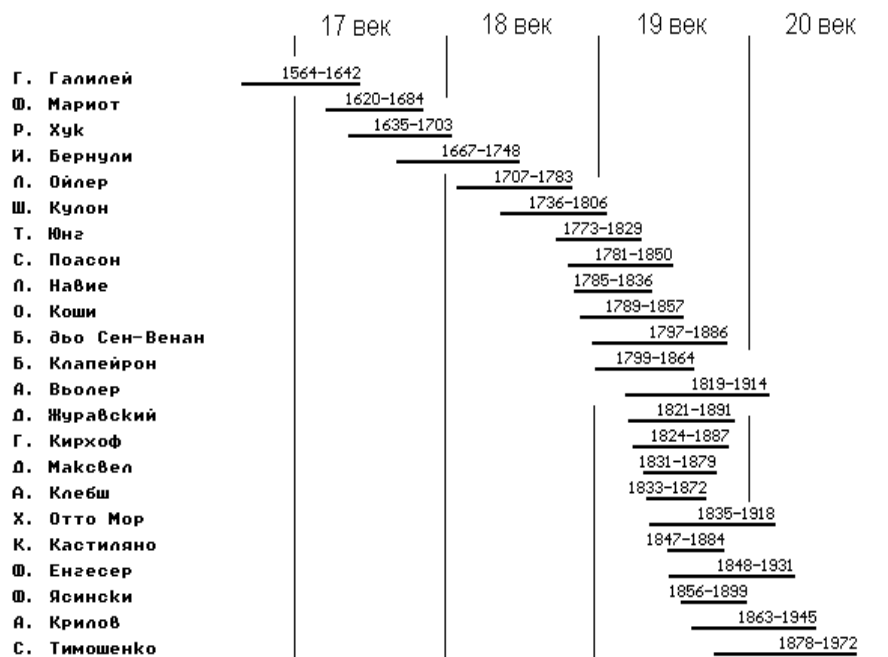 17 век 18 век 19 век 20 век
Г. Галилей 1564-1642
Ф. Мариот 1620-1684
Р. Хук 1635-1703
Й. Бернули 1667-1748
Л. Ойлер 1707-1783
Ш. Кулон 1736-1806
Т. Юнг 1773-1829
С. Поасон 1781-1850
Л. Навие 1785-1836
О. Коши 1789-1857
Б. дьо Сен-Венан 1797-1886
Б. Клапейрон 1799-1864
А. Вьолер 1819-1914
Д. Журавский 1821-1891
Г. Кирхоф 1824-1887
Д. Максвел 1831-1879
А. Клебш 1833-1872
Х. Отто Мор 1835-1918
К. Кастиляно 1847-1884
Ф. Енгесер 1848-1931
Ф. Ясински 1856-1899
А. Крилов 1863-1945
С. Тимошенко 1878-1972